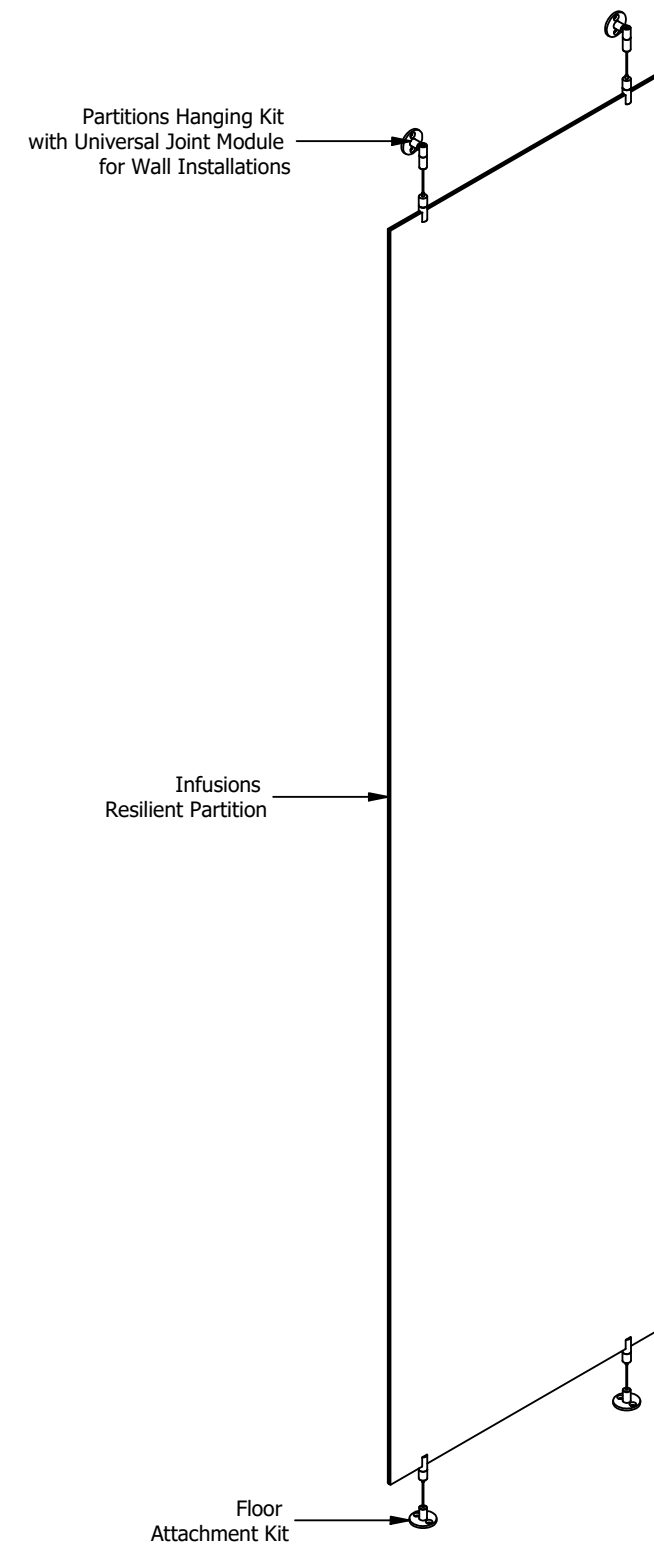 Partitions Hanging Kit
with Universal Joint Module
for Wall Installations
Infusions
Resilient Partition
Floor
Attachment Kit